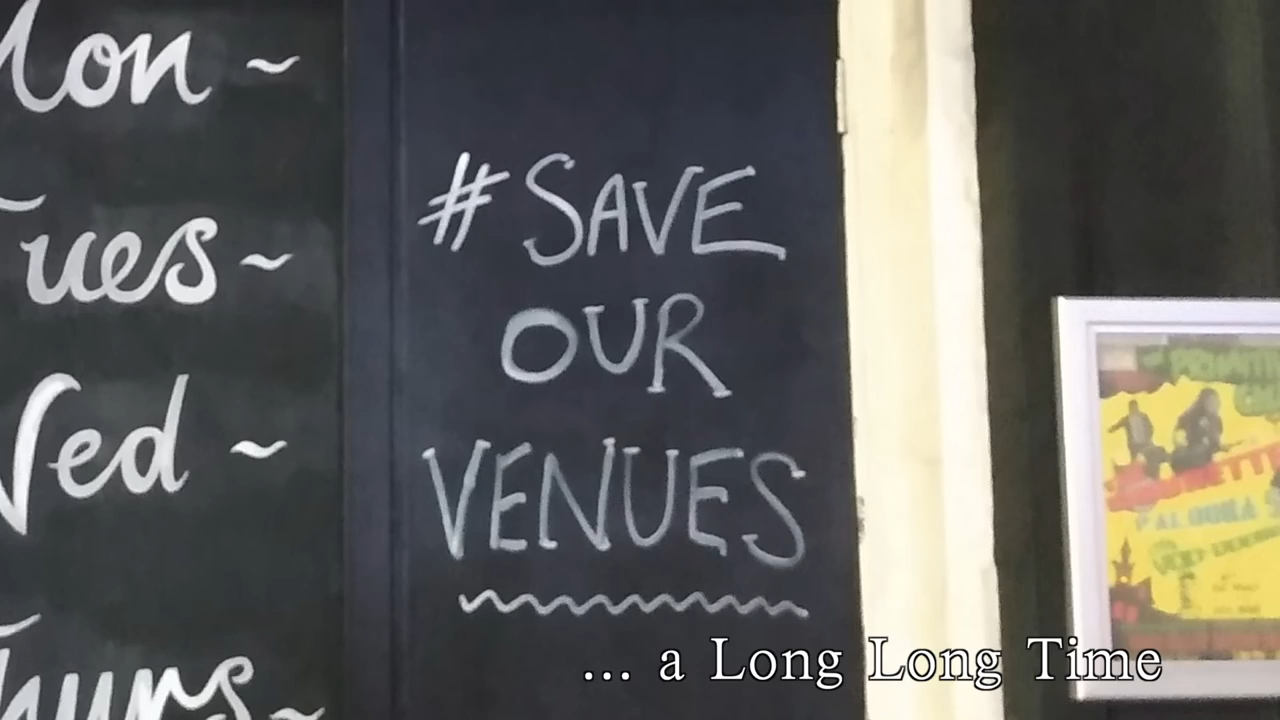 Mon ~
Tues ~
Wed ~
Thurs ~
#SAVE
OUR
VENUES
... a Long Long Time